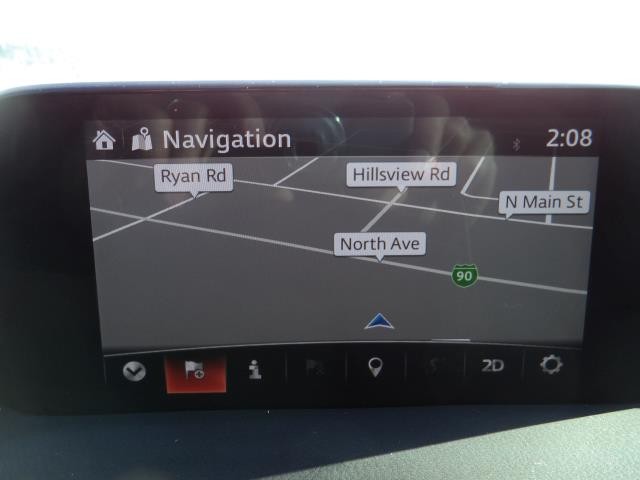 Navigation 2:08
Ryan Rd
Hillsview Rd
N Main St
North Ave
90
2D